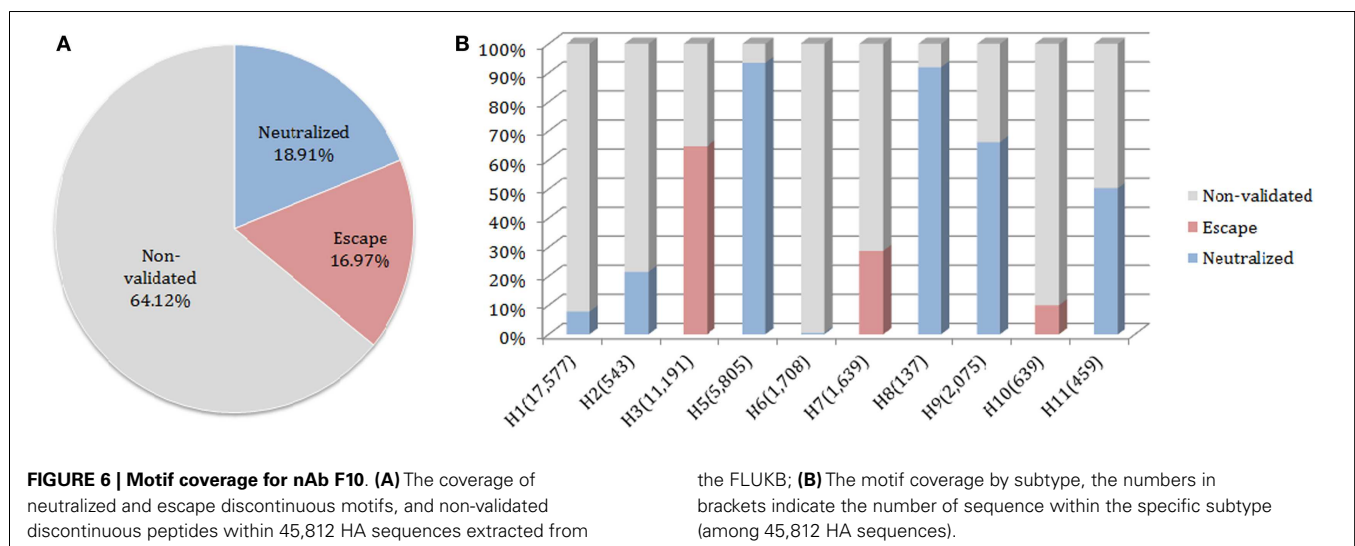 A
Neutralized
18.91%
Escape
16.97%
Non-
validated
64.12%
B
100%
90%
80%
70%
60%
50%
40%
30%
20%
10%
0%
H1(17,577)
H2(543)
H3(11,191)
H5(5,805)
H6(1,708)
H7(1,639)
H8(137)
H9(2,075)
H10(639)
H11(459)
Non-validated
Escape
Neutralized
FIGURE 6 | Motif coverage for nAb F10. (A) The coverage of
neutralized and escape discontinuous motifs, and non-validated
discontinuous peptides within 45,812 HA sequences extracted from
the FLUKB; (B) The motif coverage by subtype, the numbers in
brackets indicate the number of sequence within the specific subtype
(among 45,812 HA sequences).